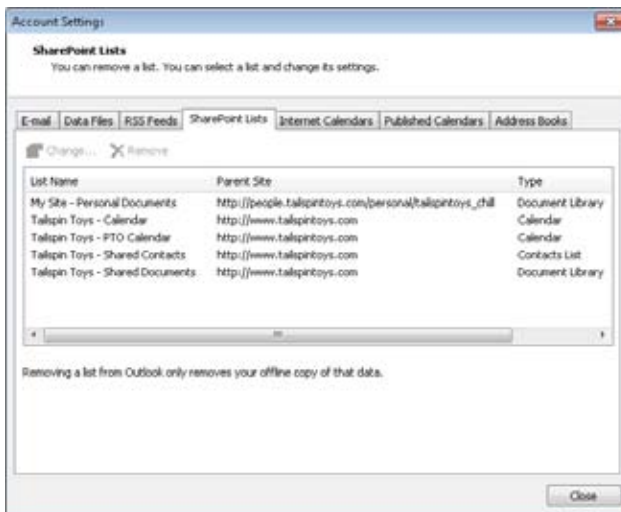 Account Settings
SharePoint Lists
You can remove a list. You can select a list and change its settings.
E-mail Data Files RSS Feeds SharePoint Lists Internet Calendars Published Calendars Address Books
Change... Remove
List Name Parent Site Type
My Site - Personal Documents http://people.tailspintoys.com/personal/tailspintoys_chill Document Library
Tailspin Toys - Calendar http://www.tailspintoys.com Calendar
Tailspin Toys - PTO Calendar http://www.tailspintoys.com Calendar
Tailspin Toys - Shared Contacts http://www.tailspintoys.com Contacts List
Tailspin Toys - Shared Documents http://www.tailspintoys.com Document Library
Removing a list from Outlook only removes your offline copy of that data.
Close